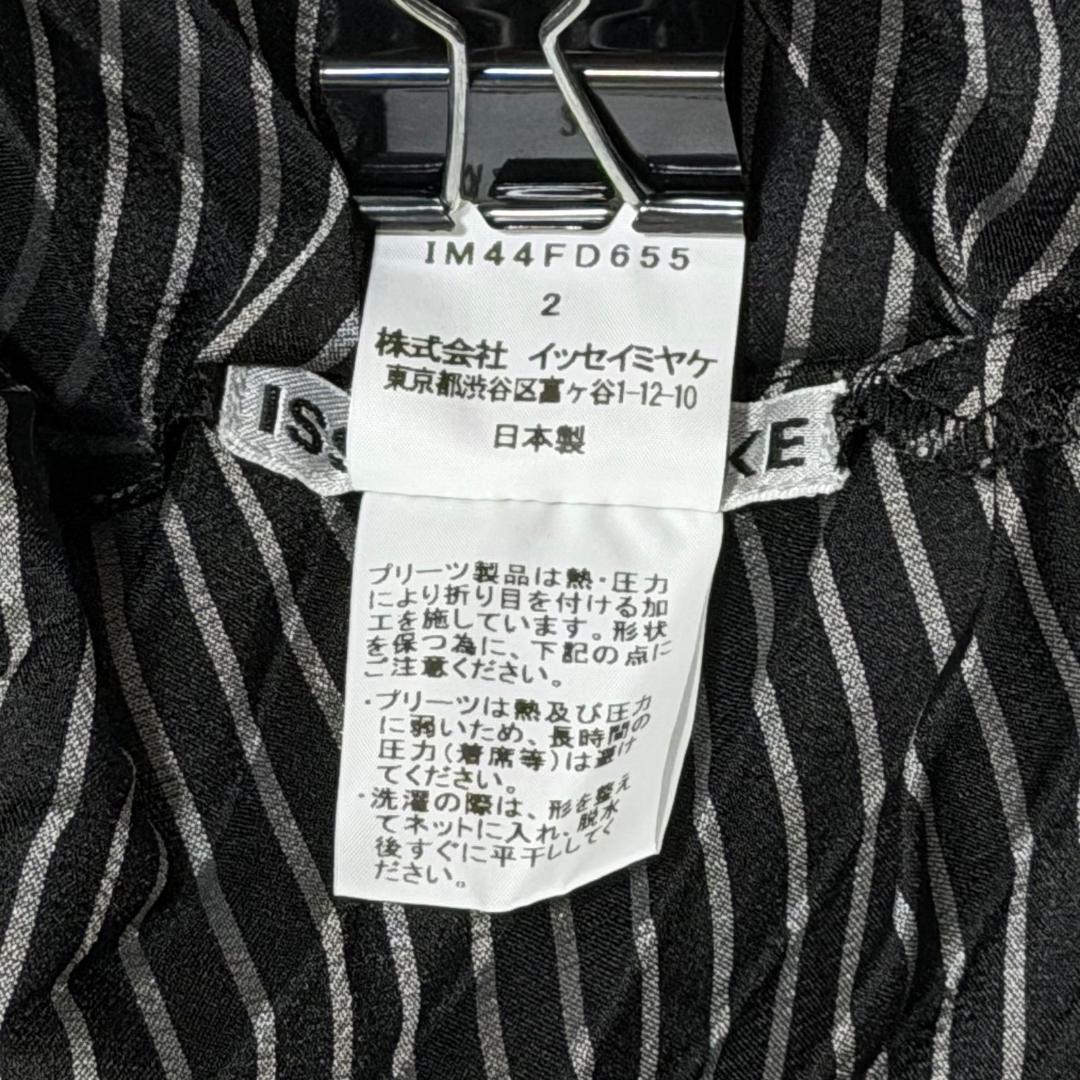 IM44FD655
2
株式会社 イッセイミヤケ
東京都渋谷区富ヶ谷1-12-10
ISS KE
日本製
プリーツ製品は熱・圧力
により折り目を付ける加
工を施しています。形状
を保つ為に、下記の点に
ご注意ください。
・プリーツは熱及び圧力
に弱いため、長時間の
圧力(着席等)は避け
てください。
・洗濯の際は、形を整え
てネットに入れ、脱水
後すぐに平干ししてく
ださい。